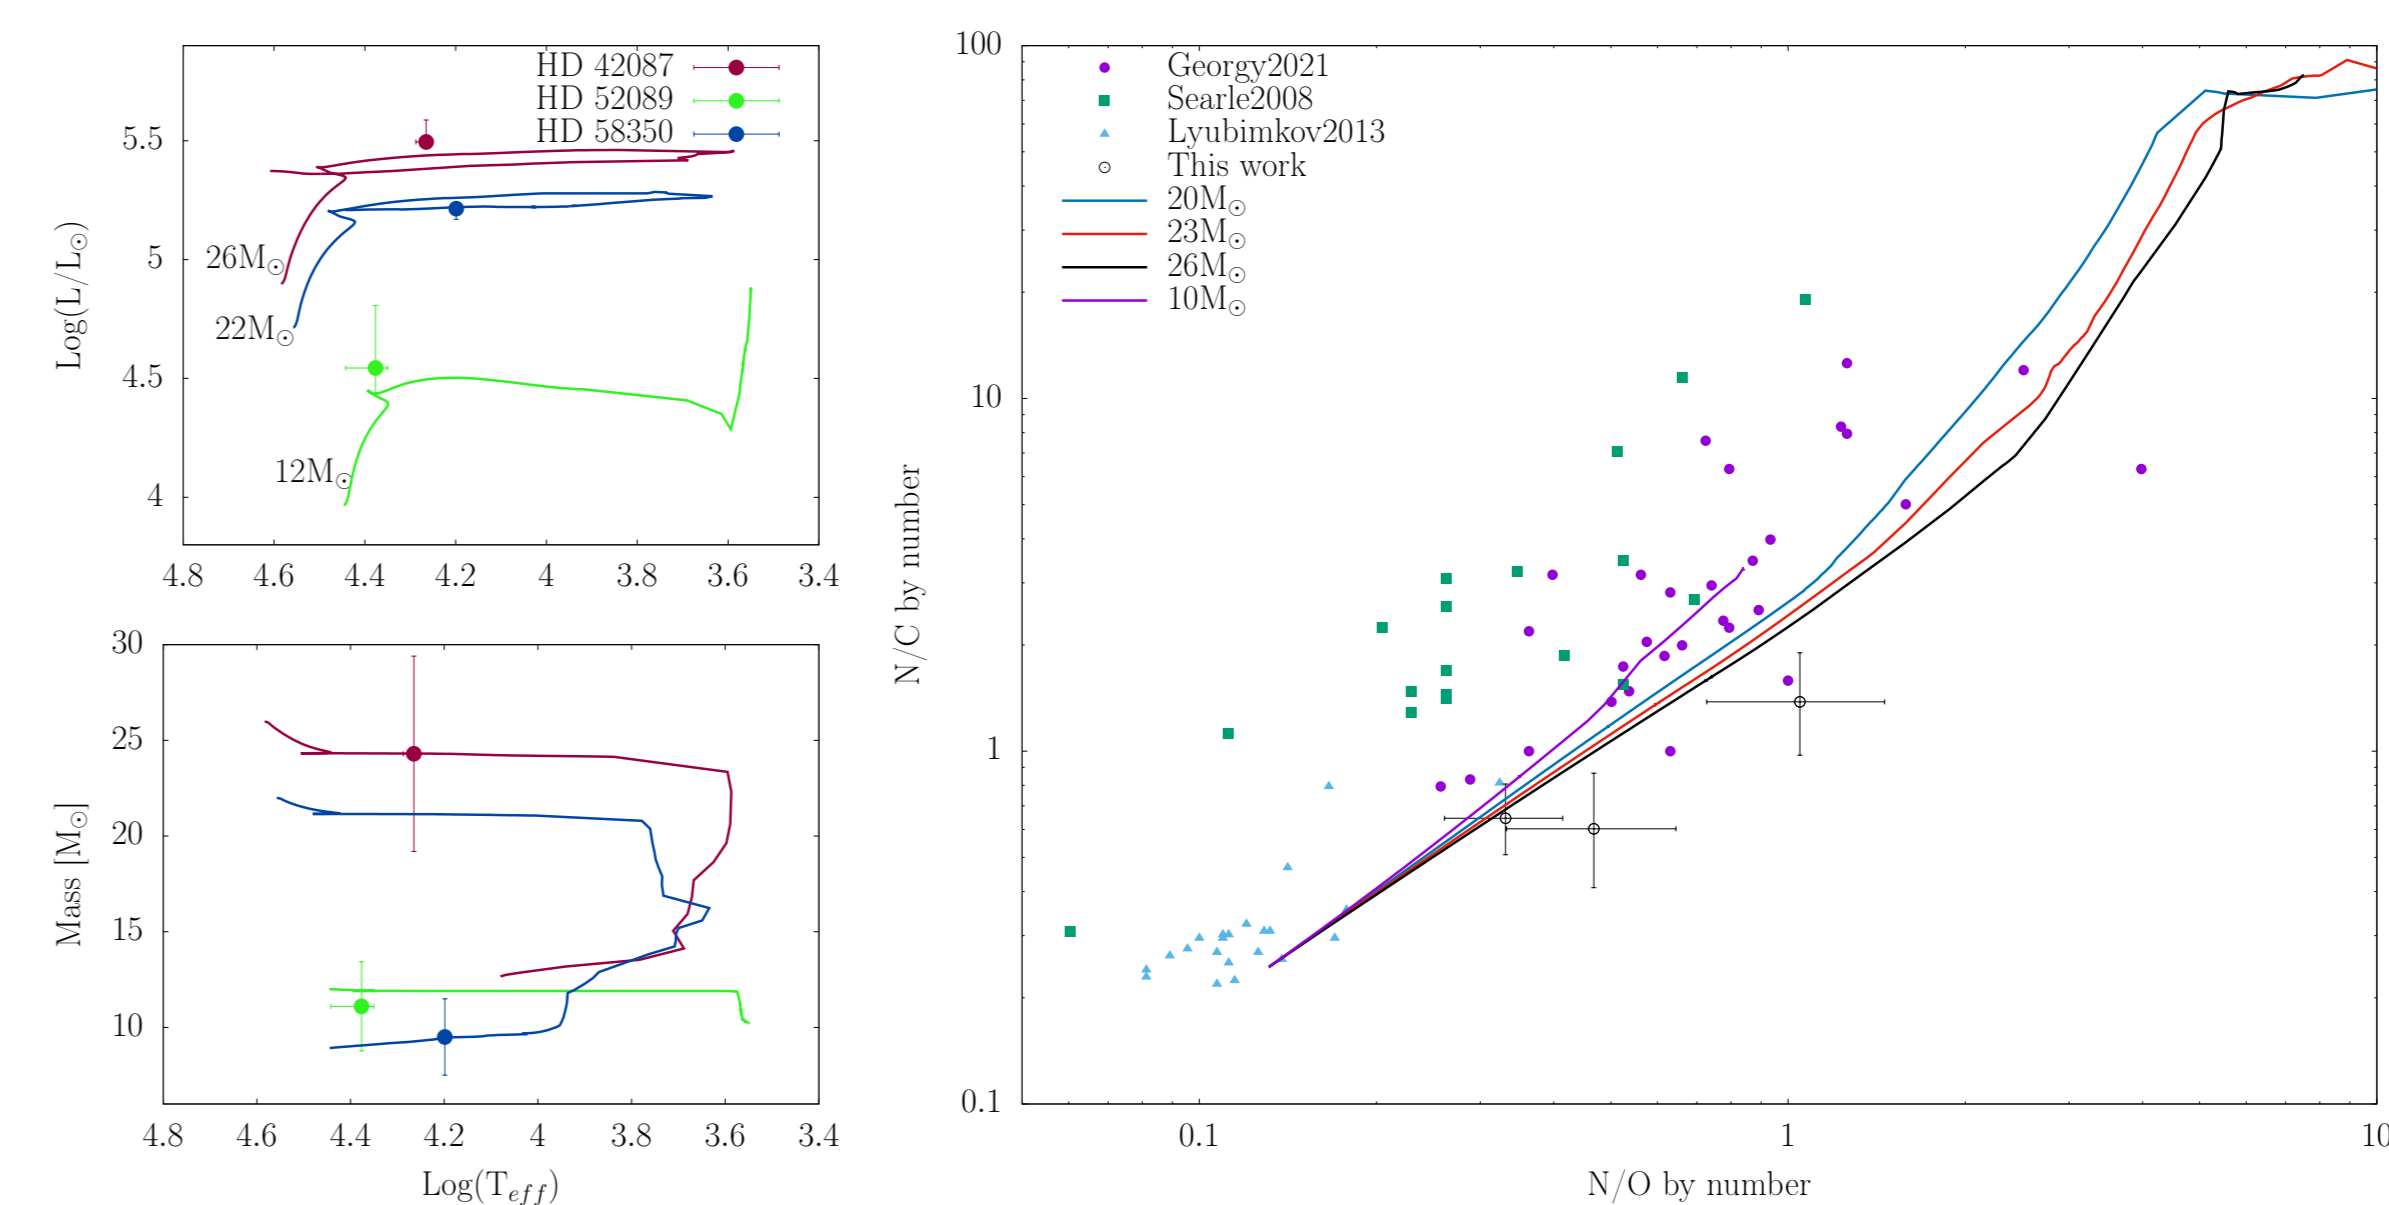 HD 42087
HD 52089
HD 58350
5.5
5
4.5
4
Log(L/L☉)
26M☉
22M☉
12M☉
4.8 4.6 4.4 4.2 4 3.8 3.6 3.4
30
25
20
15
10
Mass [M☉]
4.8 4.6 4.4 4.2 4 3.8 3.6 3.4
Log(Teff)
100
10
1
0.1
N/C by number
Georgy2021
Searle2008
Lyubimkov2013
This work
20M☉
23M☉
26M☉
10M☉
0.1 1 10
N/O by number